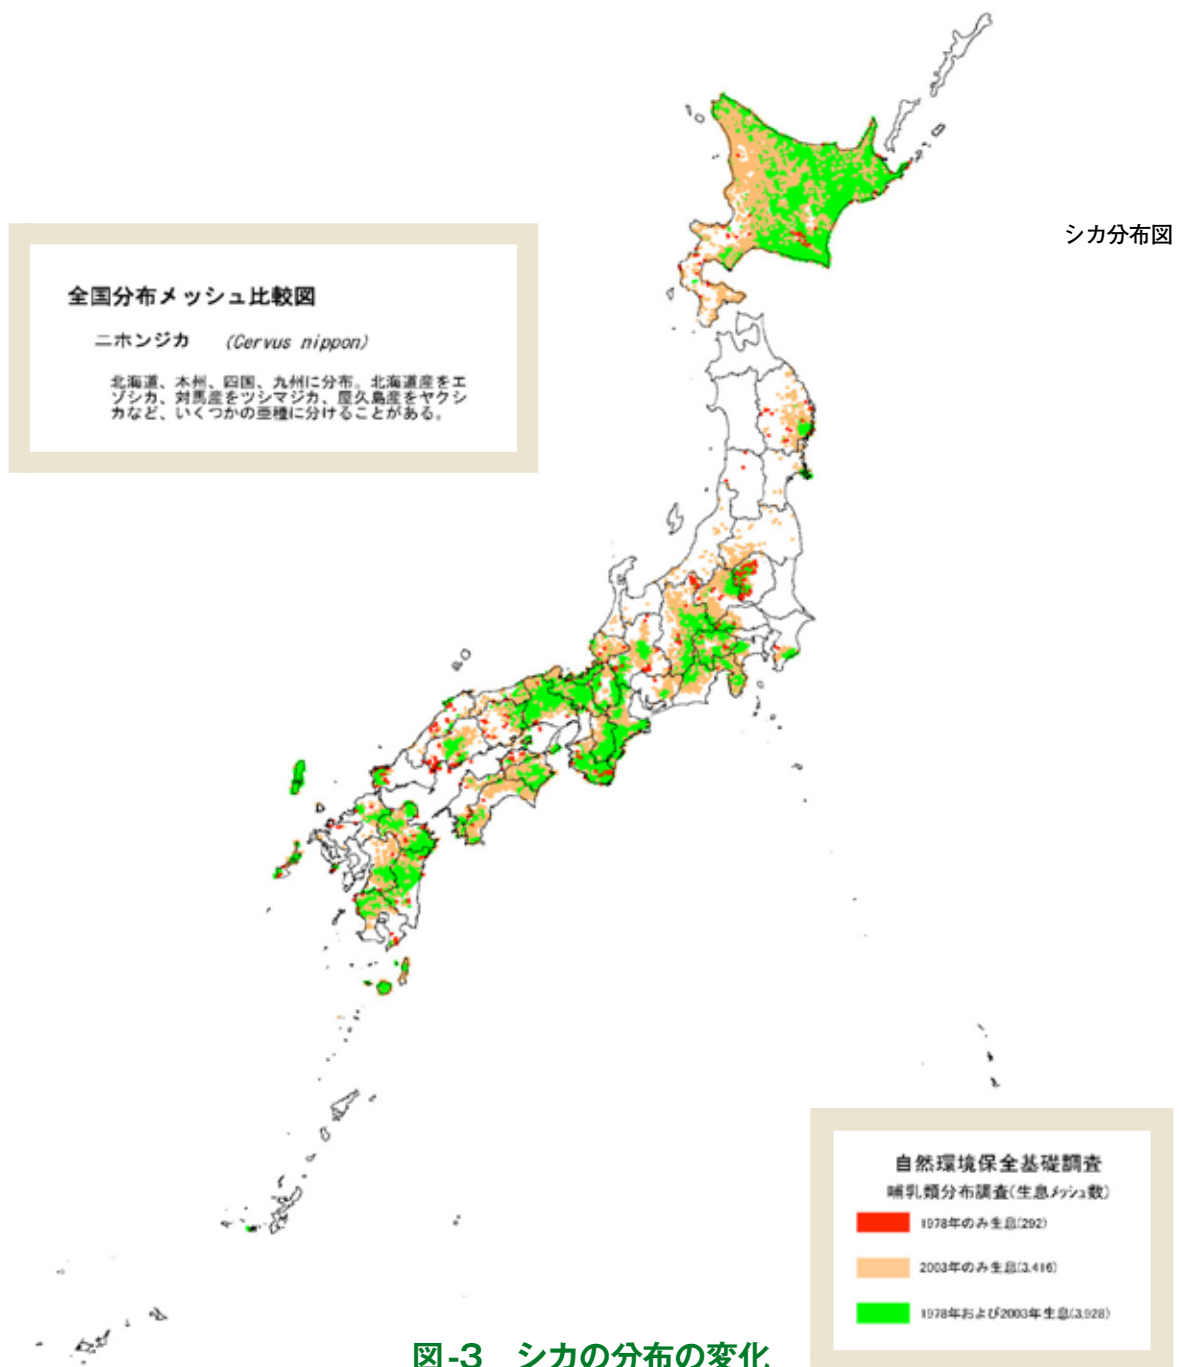 シカ分布図
全国分布メッシュ比較図
ニホンジカ (Cervus nippon)
北海道、本州、四国、九州に分布。北海道産をエ
ゾシカ、対馬産をツシマジカ、屋久島産をヤクシ
カなど、いくつかの亜種に分けることがある。
自然環境保全基礎調査
哺乳類分布調査(生息メッシュ数)
1978年のみ生息(292)
2003年のみ生息(3,416)
1978年および2003年生息(3,928)
図-3 シカの分布の変化